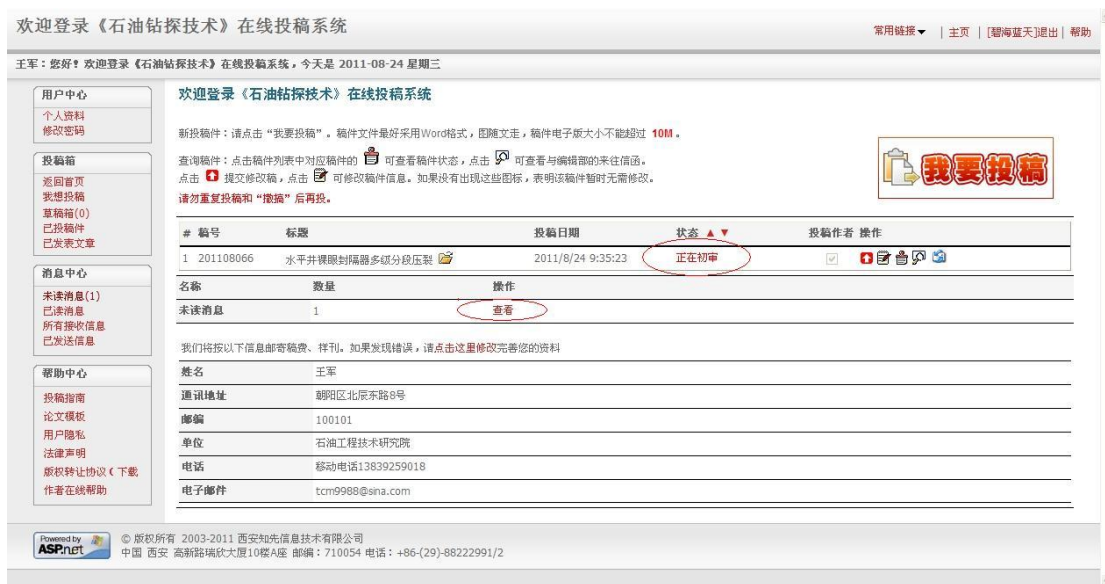 欢迎登录《石油钻探技术》在线投稿系统
常用链接▼ | 主页 | [碧海蓝天]退出| 帮助
王军：您好！欢迎登录《石油钻探技术》在线投稿系统，今天是 2011-08-24 星期三
用户中心
个人资料
修改密码
投稿箱
返回首页
我想投稿
草稿箱(0)
已投稿件
已发表文章
消息中心
未读消息(1)
已读消息
所有接收信息
已发送信息
帮助中心
投稿指南
论文模板
用户隐私
法律声明
版权转让协议（下载
作者在线帮助
欢迎登录《石油钻探技术》在线投稿系统
新投稿件：请点击“我要投稿”。稿件文件最好采用Word格式，图随文走，稿件电子版大小不能超过 10M。
查询稿件：点击稿件列表中对应稿件的 可查看稿件状态，点击 可查看与编辑部的来往信函。
点击 提交修改稿，点击 可修改稿件信息。如果没有出现这些图标，表明该稿件暂时无需修改。
请勿重复投稿和“撤搞”后再投。
我要投稿
# 稿号 标题 投稿日期 状态 ▲ ▼ 投稿作者 操作
1 201108066 水平井裸眼封隔器多级分段压裂 2011/8/24 9:35:23 正在初审
名称 数量 操作
未读消息 1 查看
我们将按以下信息邮寄稿费、样刊。如果发现错误，请点击这里修改完善您的资料
姓名 王军
通讯地址 朝阳区北辰东路8号
邮编 100101
单位 石油工程技术研究院
电话 移动电话13839259018
电子邮件 tcm9988@sina.com
Powered by ASP.net
© 版权所有 2003-2011 西安知先信息技术有限公司
中国 西安 高新路瑞欣大厦10楼A座 邮编：710054 电话：+86-(29)-88222991/2